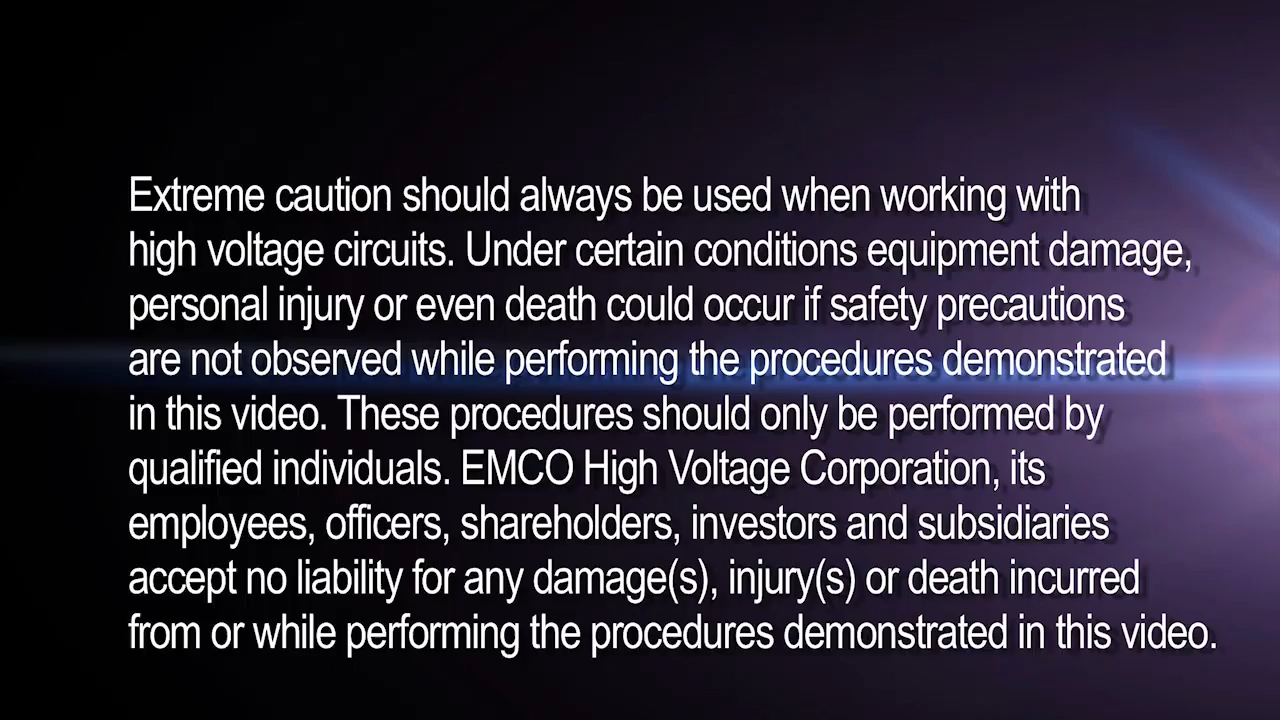 Extreme caution should always be used when working with
high voltage circuits. Under certain conditions equipment damage,
personal injury or even death could occur if safety precautions
are not observed while performing the procedures demonstrated
in this video. These procedures should only be performed by
qualified individuals. EMCO High Voltage Corporation, its
employees, officers, shareholders, investors and subsidiaries
accept no liability for any damage(s), injury(s) or death incurred
from or while performing the procedures demonstrated in this video.